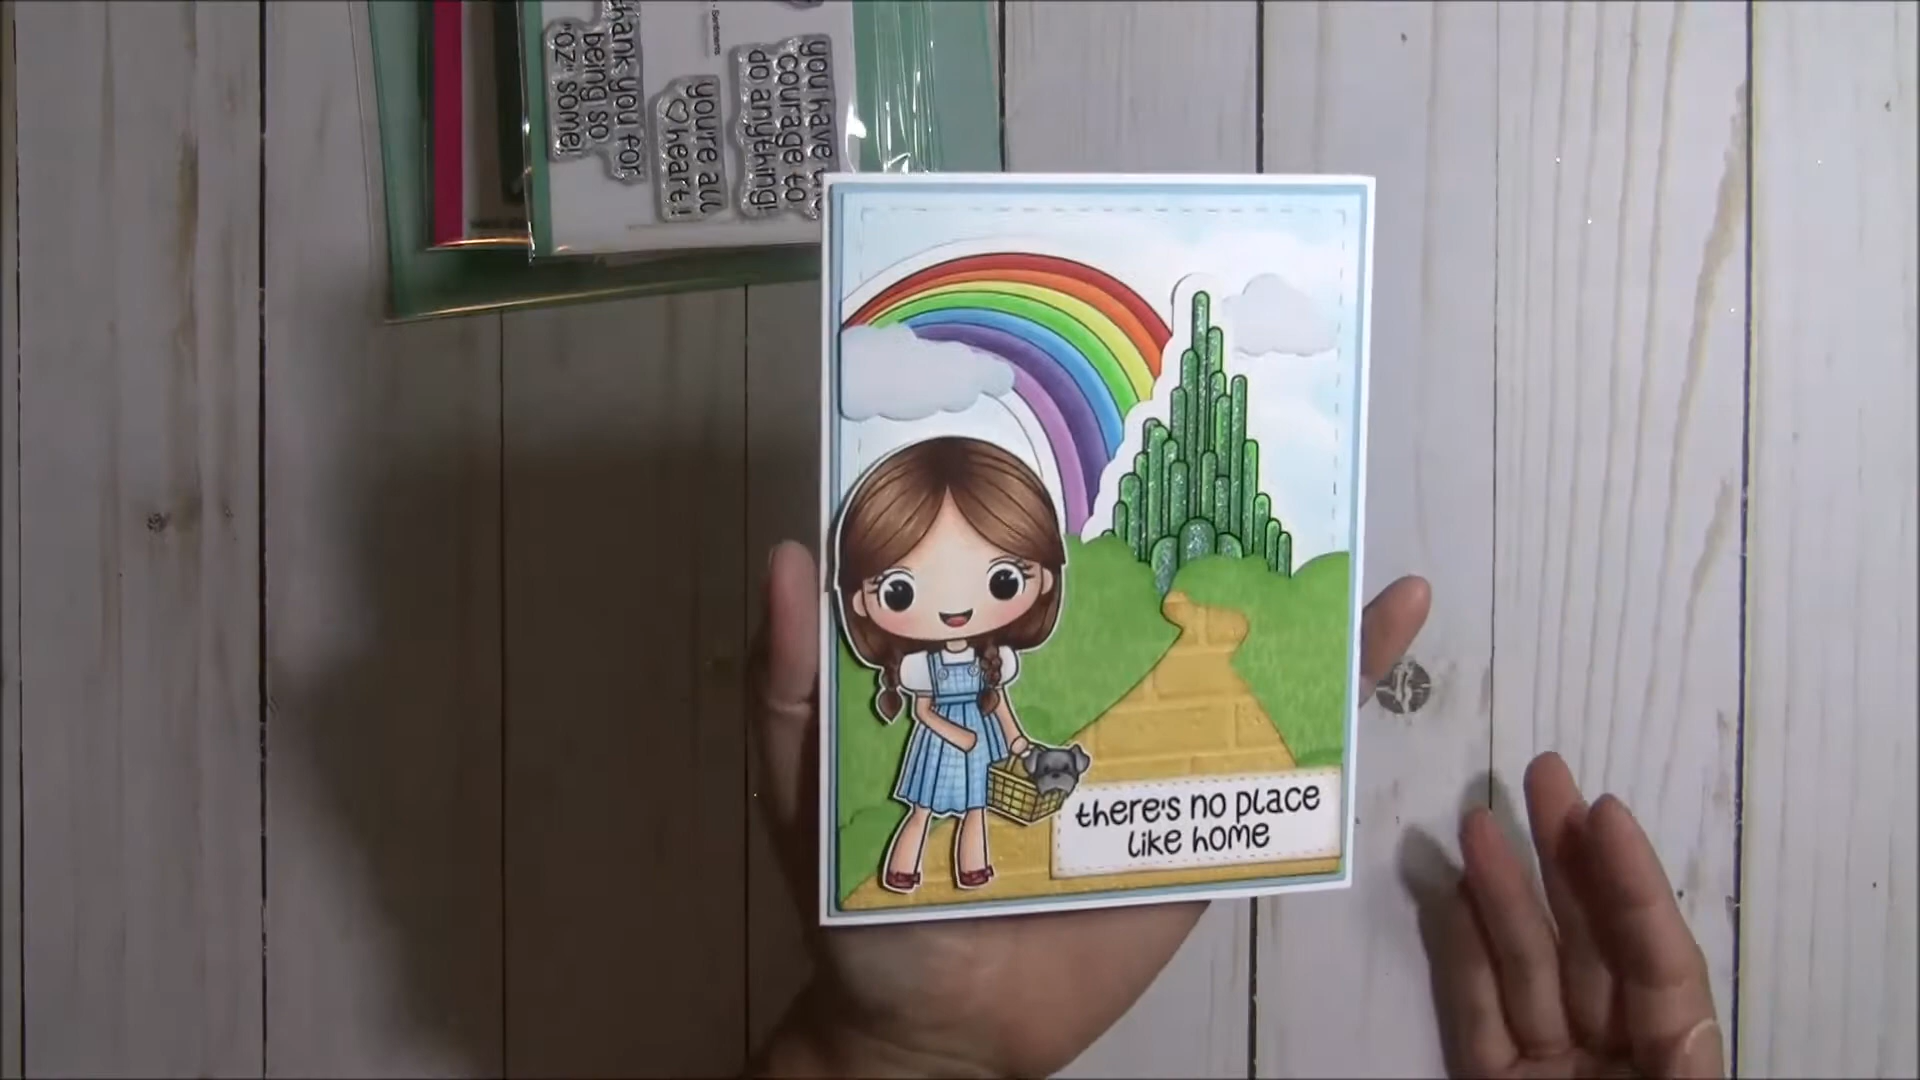 - Sentiments
thank you for
being so
"oz" some!
you're all
heart!
you have the
courage to
do anything!
there's no place
like home